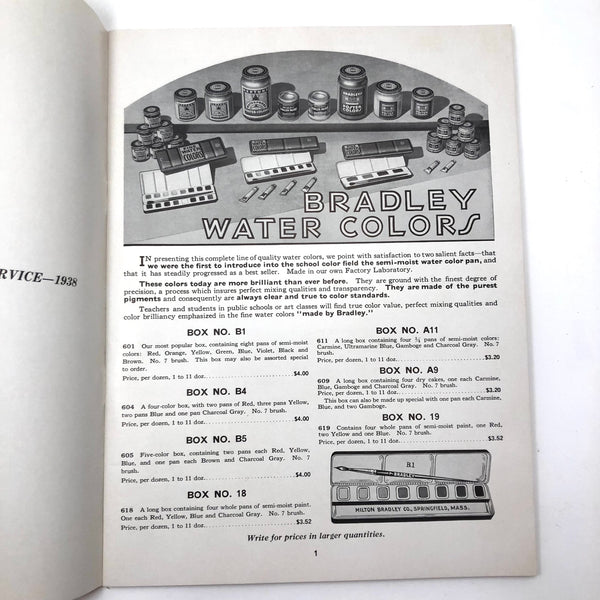 RVICE—1938
BRADLEY
WATER COLORS
IN presenting this complete line of quality water colors, we point with satisfaction to two salient facts—that
we were the first to introduce into the school color field the semi-moist water color pan, and
that it has steadily progressed as a best seller. Made in our own Factory Laboratory.
These colors today are more brilliant than ever before. They are ground with the finest degree of
precision, a process which insures perfect mixing qualities and transparency. They are made of the purest
pigments and consequently are always clear and true to color standards.
Teachers and students in public schools or art classes will find true color value, perfect mixing qualities and
color brilliancy emphasized in the fine water colors "made by Bradley."
BOX NO. B1
601 Our most popular box, containing eight pans of semi-moist
colors: Red, Orange, Yellow, Green, Blue, Violet, Black and
Brown. No. 7 brush. This box may also be assorted special
to order.
Price, per dozen, 1 to 11 doz. $4.00
BOX NO. B4
604 A four-color box, with two pans of Red, three pans Yellow,
two pans Blue and one pan Charcoal Gray. No. 7 brush.
Price, per dozen, 1 to 11 doz. $4.00
BOX NO. B5
605 Five-color box, containing two pans each Red, Yellow,
Blue, and one pan each Brown and Charcoal Gray. No. 7
brush.
Price, per dozen, 1 to 11 doz. $4.00
BOX NO. 18
618 A long box containing four whole pans of semi-moist paint.
One each Red, Yellow, Blue and Charcoal Gray. No. 7 brush.
Price, per dozen, 1 to 11 doz. $3.52
BOX NO. A11
611 A long box containing four ¾ pans of semi-moist colors:
Carmine, Ultramarine Blue, Gamboge and Charcoal Gray. No. 7
brush.
Price, per dozen, 1 to 11 doz. $3.20
BOX NO. A9
609 A long box containing four dry cakes, one each Carmine,
Blue, Gamboge and Charcoal Gray. No. 7 brush.
Price, per dozen, 1 to 11 doz. $3.20
This box can also be made up special with one pan each Carmine,
Blue, and two Gamboge.
BOX NO. 19
619 Contains four whole pans of semi-moist paint, one Red,
two Yellow and one Blue. No. 7 brush.
Price, per dozen, 1 to 11 doz. $3.52
B1
BRADLEY
MILTON BRADLEY CO., SPRINGFIELD, MASS.
Write for prices in larger quantities.
1